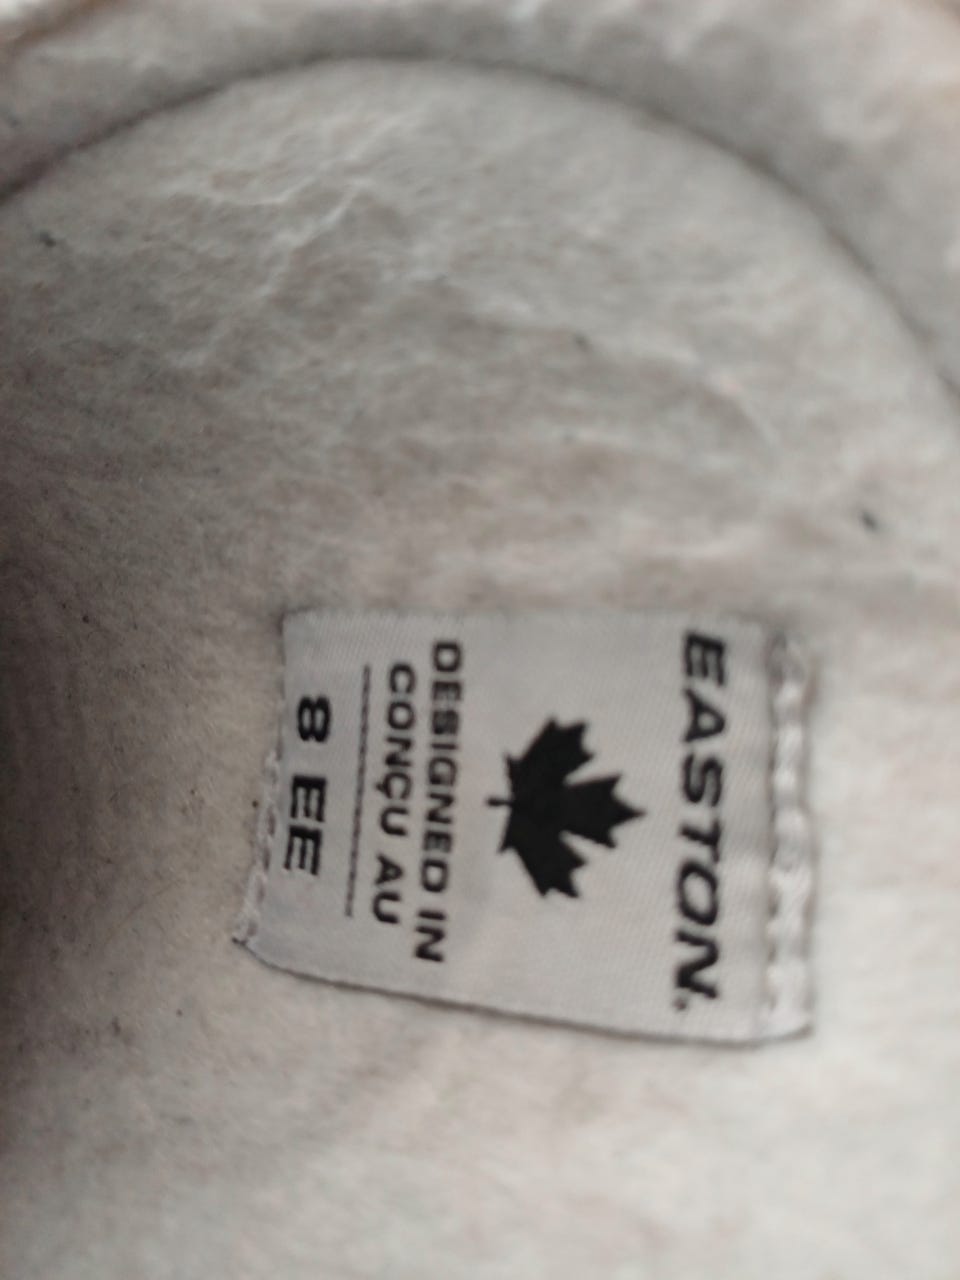 EASTON
DESIGNED IN
CONÇU AU
8 EE